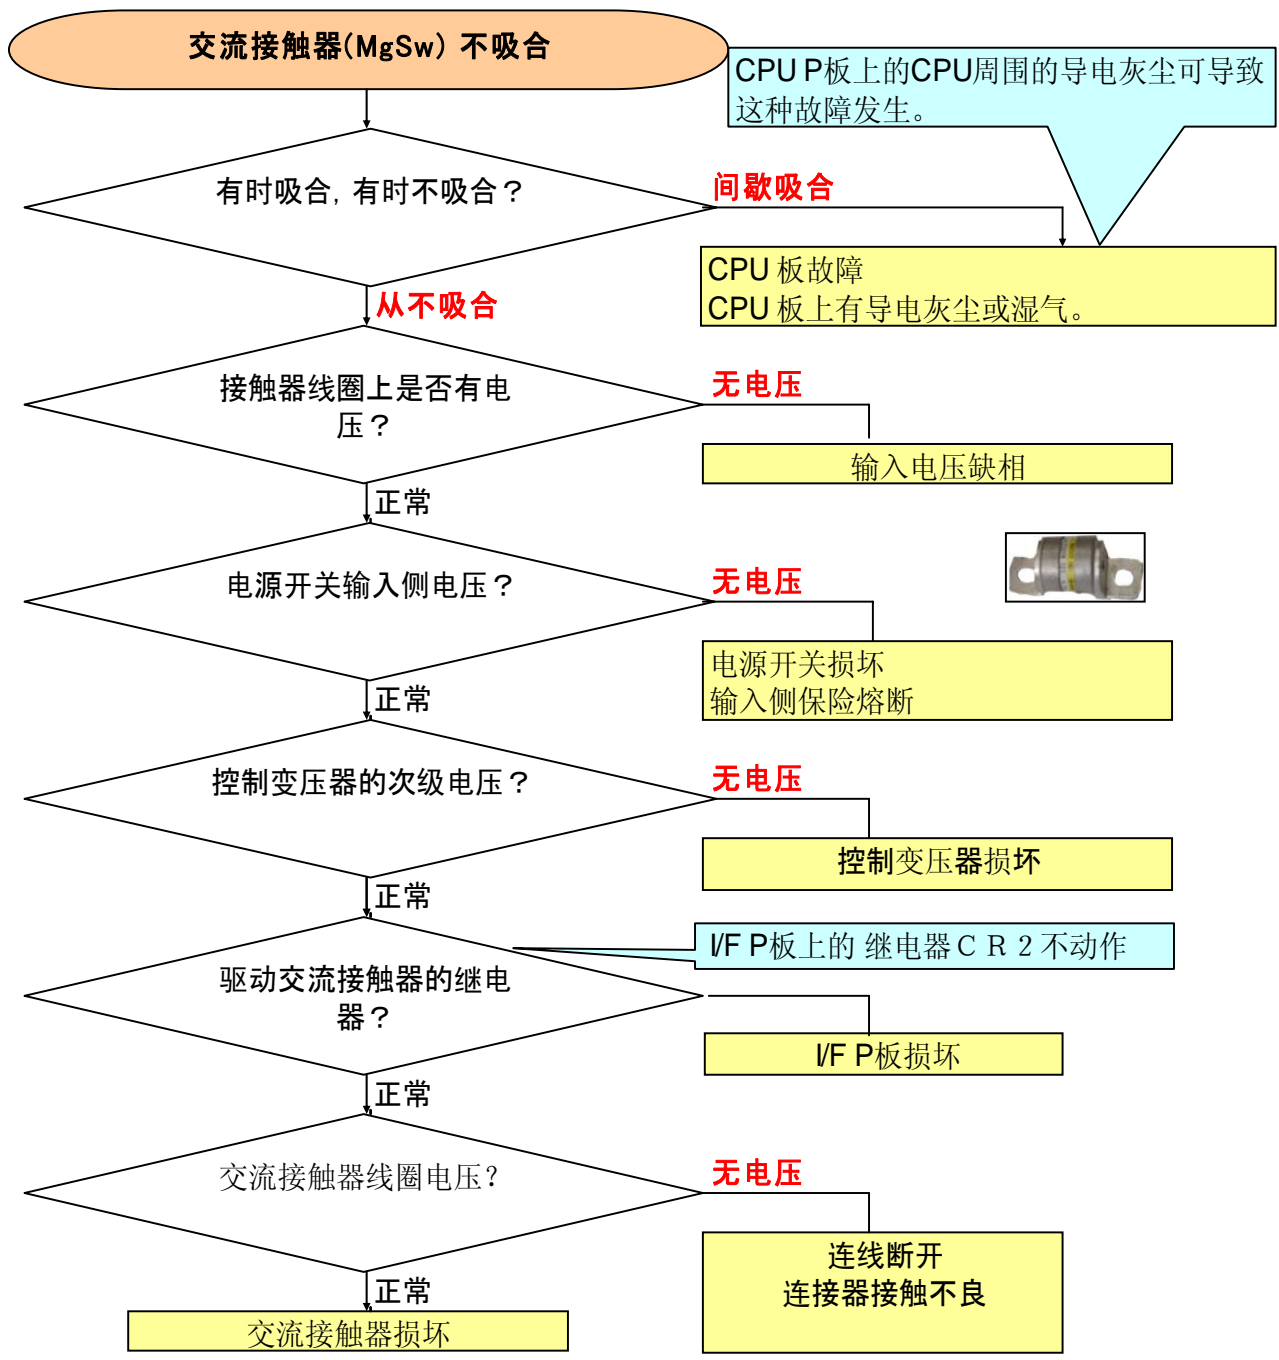 交流接触器(MgSw) 不吸合
CPU P板上的CPU周围的导电灰尘可导致
这种故障发生。
有时吸合, 有时不吸合？
间歇吸合
CPU 板故障
CPU 板上有导电灰尘或湿气。
从不吸合
接触器线圈上是否有电
压？
无电压
输入电压缺相
正常
电源开关输入侧电压？
无电压
电源开关损坏
输入侧保险熔断
正常
控制变压器的次级电压？
无电压
控制变压器损坏
正常
I/F P板上的 继电器ＣＲ２不动作
驱动交流接触器的继电
器？
I/F P板损坏
正常
交流接触器线圈电压?
无电压
连线断开
连接器接触不良
正常
交流接触器损坏